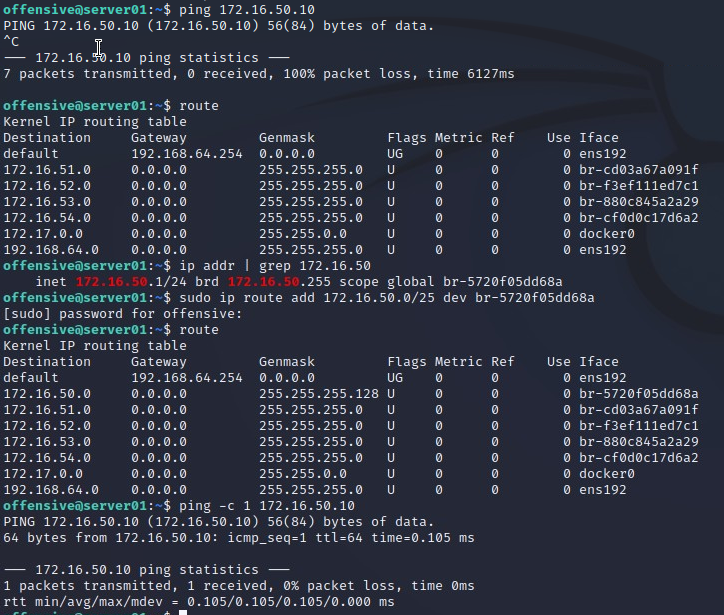 offensive@server01:~$ ping 172.16.50.10
PING 172.16.50.10 (172.16.50.10) 56(84) bytes of data.
^C
── 172.16.50.10 ping statistics ──
7 packets transmitted, 0 received, 100% packet loss, time 6127ms

offensive@server01:~$ route
Kernel IP routing table
Destination     Gateway         Genmask         Flags Metric Ref    Use Iface
default         192.168.64.254  0.0.0.0         UG    0      0        0 ens192
172.16.51.0     0.0.0.0         255.255.255.0   U     0      0        0 br-cd03a67a091f
172.16.52.0     0.0.0.0         255.255.255.0   U     0      0        0 br-f3ef111ed7c1
172.16.53.0     0.0.0.0         255.255.255.0   U     0      0        0 br-880c845a2a29
172.16.54.0     0.0.0.0         255.255.255.0   U     0      0        0 br-cf0d0c17d6a2
172.17.0.0      0.0.0.0         255.255.0.0     U     0      0        0 docker0
192.168.64.0    0.0.0.0         255.255.255.0   U     0      0        0 ens192
offensive@server01:~$ ip addr | grep 172.16.50
    inet 172.16.50.1/24 brd 172.16.50.255 scope global br-5720f05dd68a
offensive@server01:~$ sudo ip route add 172.16.50.0/25 dev br-5720f05dd68a
[sudo] password for offensive:
offensive@server01:~$ route
Kernel IP routing table
Destination     Gateway         Genmask         Flags Metric Ref    Use Iface
default         192.168.64.254  0.0.0.0         UG    0      0        0 ens192
172.16.50.0     0.0.0.0         255.255.255.128 U     0      0        0 br-5720f05dd68a
172.16.51.0     0.0.0.0         255.255.255.0   U     0      0        0 br-cd03a67a091f
172.16.52.0     0.0.0.0         255.255.255.0   U     0      0        0 br-f3ef111ed7c1
172.16.53.0     0.0.0.0         255.255.255.0   U     0      0        0 br-880c845a2a29
172.16.54.0     0.0.0.0         255.255.255.0   U     0      0        0 br-cf0d0c17d6a2
172.17.0.0      0.0.0.0         255.255.0.0     U     0      0        0 docker0
192.168.64.0    0.0.0.0         255.255.255.0   U     0      0        0 ens192
offensive@server01:~$ ping -c 1 172.16.50.10
PING 172.16.50.10 (172.16.50.10) 56(84) bytes of data.
64 bytes from 172.16.50.10: icmp_seq=1 ttl=64 time=0.105 ms

── 172.16.50.10 ping statistics ──
1 packets transmitted, 1 received, 0% packet loss, time 0ms
rtt min/avg/max/mdev = 0.105/0.105/0.105/0.000 ms
offensive@server01:~$